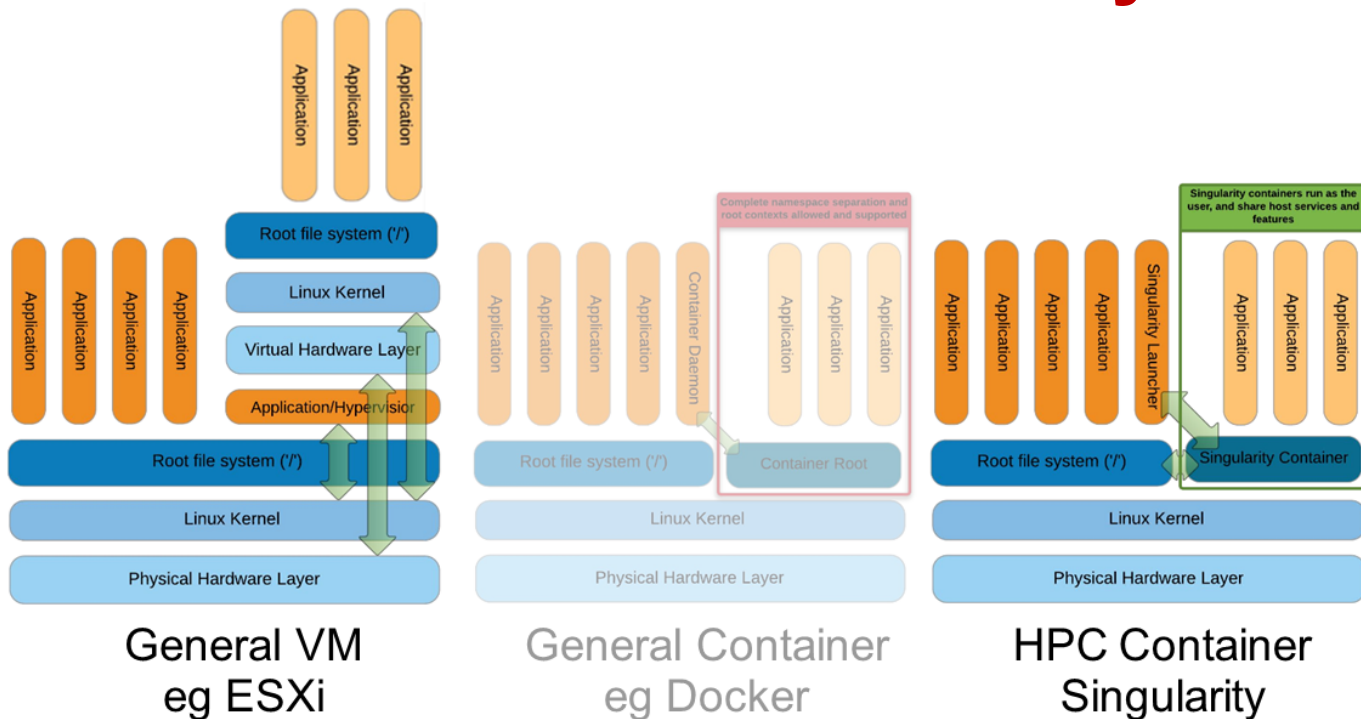 Application
Application
Application
Root file system ('/')
Linux Kernel
Virtual Hardware Layer
Application/Hypervisior
Application
Application
Application
Application
Root file system ('/')
Linux Kernel
Physical Hardware Layer
General VM
eg ESXi
Complete namespace separation and
root contexts allowed and supported
Application
Application
Application
Application
Container Daemon
Application
Application
Application
Root file system ('/')
Container Root
Linux Kernel
Physical Hardware Layer
General Container
eg Docker
Singularity containers run as the
user, and share host services and
features
Application
Application
Application
Application
Singularity Launcher
Application
Application
Application
Root file system ('/')
Singularity Container
Linux Kernel
Physical Hardware Layer
HPC Container
Singularity